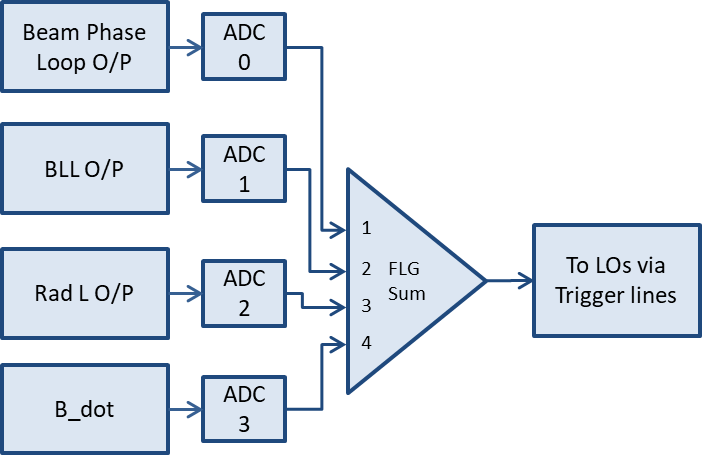 Beam Phase
Loop O/P
ADC
0
BLL O/P
ADC
1
Rad L O/P
ADC
2
B_dot
ADC
3
1
2
3
4
FLG
Sum
To LOs via
Trigger lines